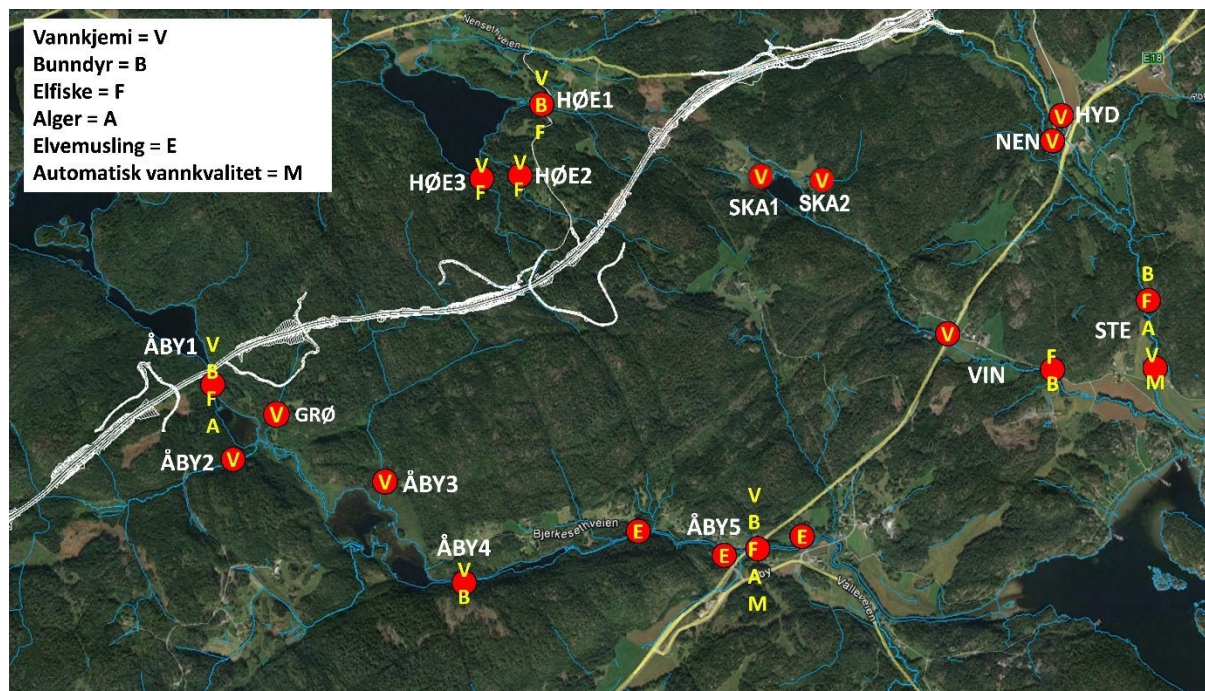 Vannkjemi = V
Bunndyr = B
Elfiske = F
Alger = A
Elvemusling = E
Automatisk vannkvalitet = M
Nensethveien
E18
V
B HØE1
F
V
HYD
NEN V
HØE3 V
F
V HØE2
F
V
SKA1
V
SKA2
B
F
STE A
V
M
ÅBY1 V
B
F
A
V GRØ
V
VIN F
B
ÅBY2 V
V ÅBY3
ÅBY4
V
B
Bjerkesethveien
E
ÅBY5 V
B
F
A
M
E
E
Valleveien